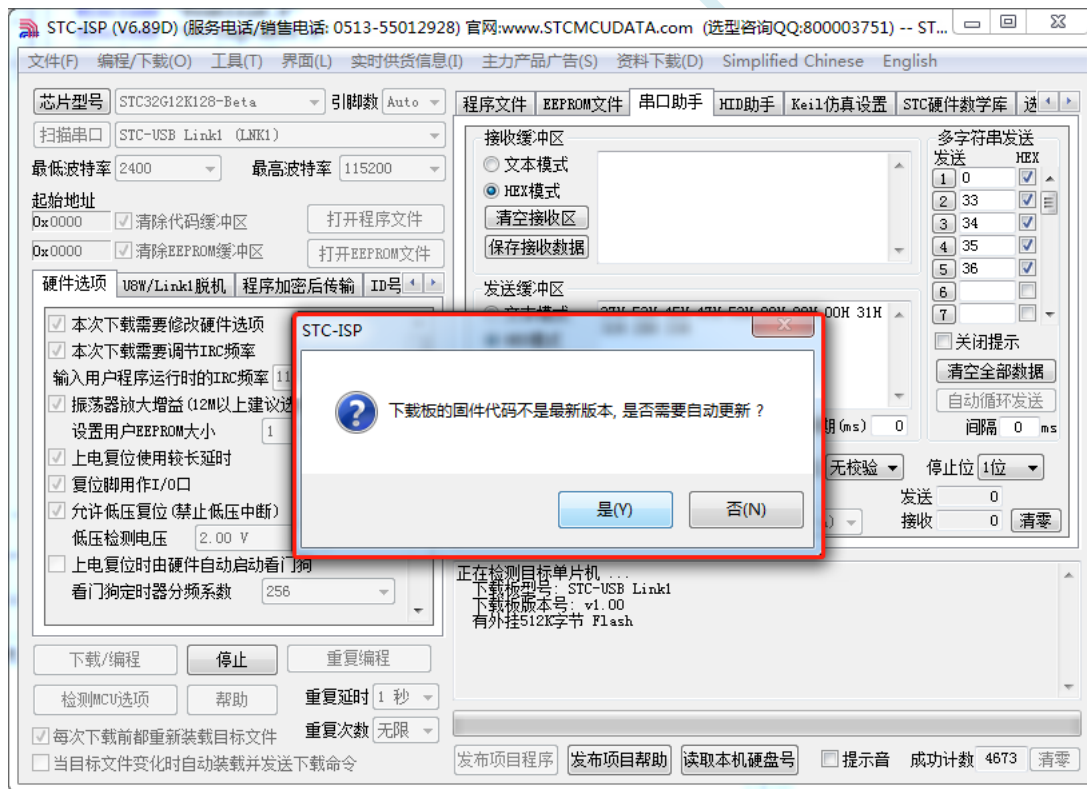 STC-ISP (V6.89D) (服务电话/销售电话: 0513-55012928) 官网:www.STCMCUDATA.com (选型咨询QQ:800003751) -- ST...
文件(F) 编程/下载(O) 工具(T) 界面(L) 实时供货信息(I) 主力产品广告(S) 资料下载(D) Simplified Chinese English
芯片型号 STC32G12K128-Beta 引脚数 Auto
扫描串口 STC-USB Link1 (LNK1)
最低波特率 2400 最高波特率 115200
起始地址
0x0000 清除代码缓冲区 打开程序文件
0x0000 清除EEPROM缓冲区 打开EEPROM文件
硬件选项 U8W/Link1脱机 程序加密后传输 ID号
本次下载需要修改硬件选项
本次下载需要调节IRC频率
输入用户程序运行时的IRC频率 11
振荡器放大增益(12M以上建议选
设置用户EEPROM大小 1
上电复位使用较长延时
复位脚用作I/O口
允许低压复位(禁止低压中断)
低压检测电压 2.00 V
上电复位时由硬件自动启动看门狗
看门狗定时器分频系数 256
下载/编程 停止 重复编程
检测MCU选项 帮助 重复延时 1 秒
每次下载前都重新装载目标文件 重复次数 无限
当目标文件变化时自动装载并发送下载命令
程序文件 EEPROM文件 串口助手 HID助手 Keil仿真设置 STC硬件数学库 选
接收缓冲区
文本模式
HEX模式
清空接收区
保存接收数据
多字符串发送
发送 HEX
1 0
2 33
3 34
4 35
5 36
6
7
关闭提示
清空全部数据
自动循环发送
间隔 0 ms
发送缓冲区
00H 31H
期(ms) 0
无校验 停止位 1位
发送 0
接收 0 清零
STC-ISP
下载板的固件代码不是最新版本, 是否需要自动更新 ?
是(Y) 否(N)
正在检测目标单片机 ...
下载板型号: STC-USB Link1
下载板版本号: v1.00
有外挂512K字节 Flash
发布项目程序 发布项目帮助 读取本机硬盘号 提示音 成功计数 4673 清零